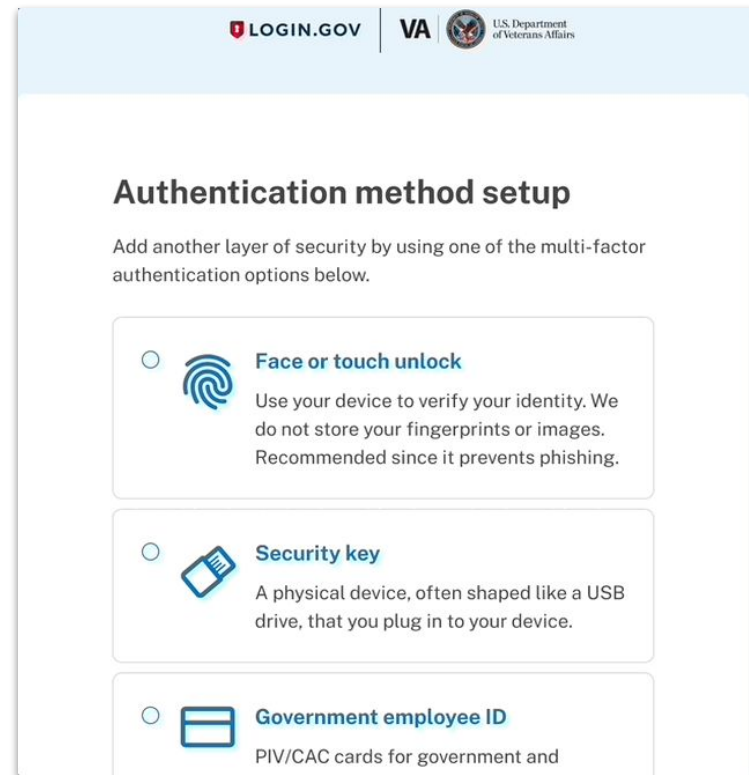 LOGIN.GOV
VA
U.S. Department
of Veterans Affairs
Authentication method setup
Add another layer of security by using one of the multi-factor
authentication options below.
Face or touch unlock
Use your device to verify your identity. We
do not store your fingerprints or images.
Recommended since it prevents phishing.
Security key
A physical device, often shaped like a USB
drive, that you plug in to your device.
Government employee ID
PIV/CAC cards for government and